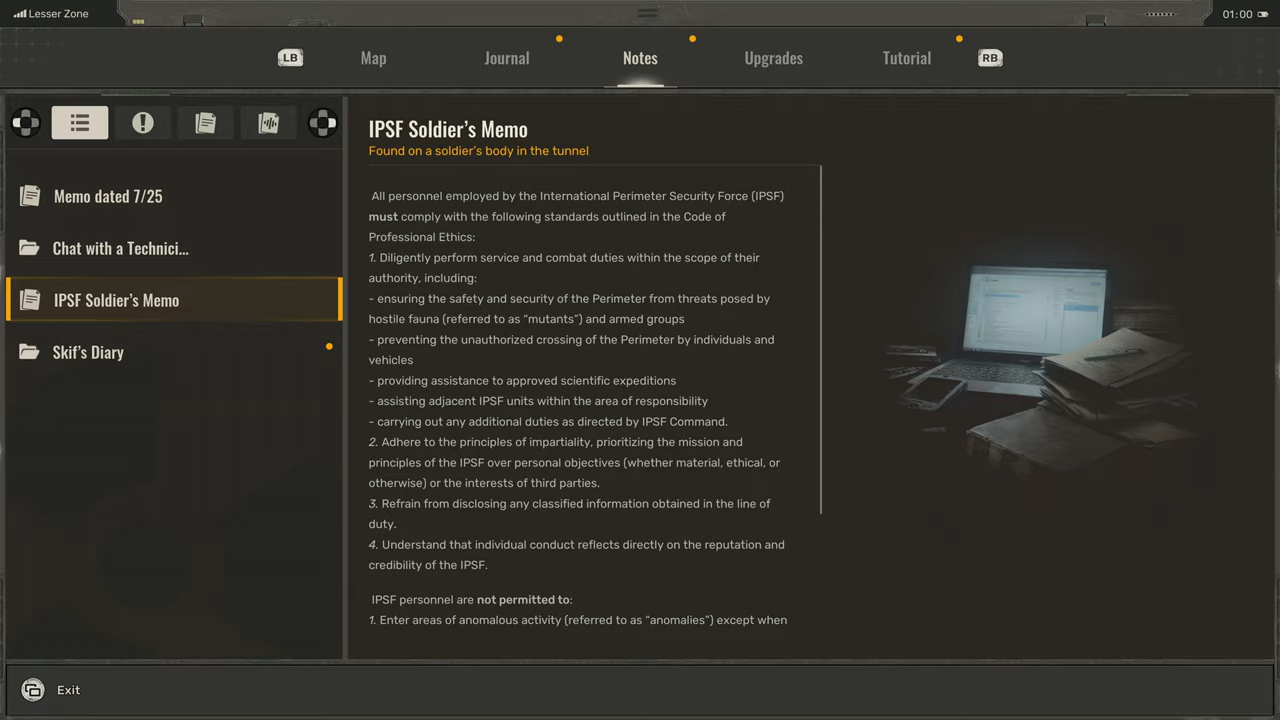 Lesser Zone
01:00
LB
Map
Journal
Notes
Upgrades
Tutorial
RB
Memo dated 7/25
Chat with a Technici...
IPSF Soldier's Memo
Skif's Diary
IPSF Soldier's Memo
Found on a soldier's body in the tunnel
All personnel employed by the International Perimeter Security Force (IPSF)
must comply with the following standards outlined in the Code of
Professional Ethics:
1. Diligently perform service and combat duties within the scope of their
authority, including:
- ensuring the safety and security of the Perimeter from threats posed by
hostile fauna (referred to as “mutants”) and armed groups
- preventing the unauthorized crossing of the Perimeter by individuals and
vehicles
- providing assistance to approved scientific expeditions
- assisting adjacent IPSF units within the area of responsibility
- carrying out any additional duties as directed by IPSF Command.
2. Adhere to the principles of impartiality, prioritizing the mission and
principles of the IPSF over personal objectives (whether material, ethical, or
otherwise) or the interests of third parties.
3. Refrain from disclosing any classified information obtained in the line of
duty.
4. Understand that individual conduct reflects directly on the reputation and
credibility of the IPSF.
IPSF personnel are not permitted to:
1. Enter areas of anomalous activity (referred to as “anomalies”) except when
Exit